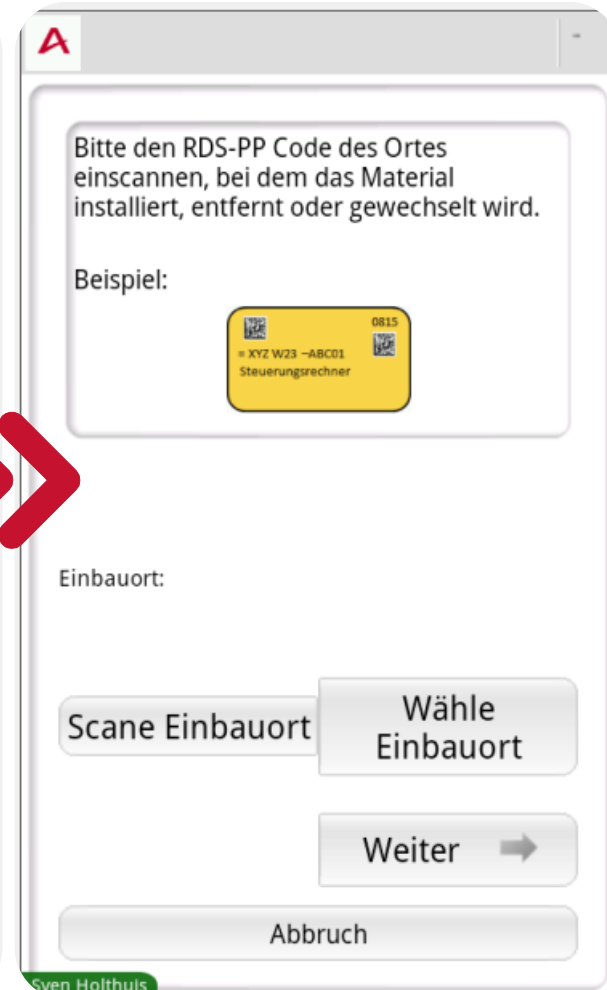 Bitte den RDS-PP Code des Ortes
einscannen, bei dem das Material
installiert, entfernt oder gewechselt wird.
Beispiel:
0815
= XYZ W23 –ABC01
Steuerungsrechner
Einbauort:
Scane Einbauort
Wähle
Einbauort
Weiter
Abbruch
Sven Holthuis